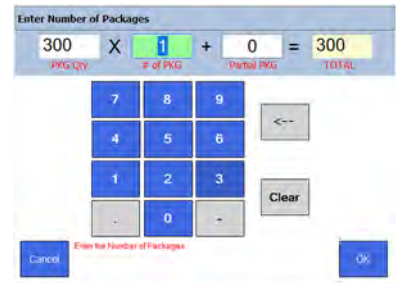 Enter Number of Packages
300 X 1 + 0 = 300
PKG Qty # of PKG Partial PKG TOTAL
7 8 9
<--
4 5 6
1 2 3
Clear
. 0 -
Enter the Number of Packages
Cancel OK